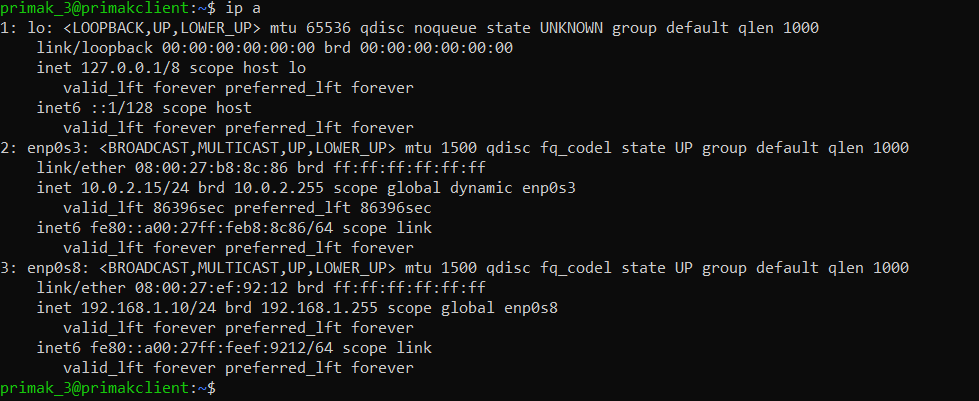 primak_3@primakclient:~$ ip a
1: lo: <LOOPBACK,UP,LOWER_UP> mtu 65536 qdisc noqueue state UNKNOWN group default qlen 1000
    link/loopback 00:00:00:00:00:00 brd 00:00:00:00:00:00
    inet 127.0.0.1/8 scope host lo
       valid_lft forever preferred_lft forever
    inet6 ::1/128 scope host
       valid_lft forever preferred_lft forever
2: enp0s3: <BROADCAST,MULTICAST,UP,LOWER_UP> mtu 1500 qdisc fq_codel state UP group default qlen 1000
    link/ether 08:00:27:b8:8c:86 brd ff:ff:ff:ff:ff:ff
    inet 10.0.2.15/24 brd 10.0.2.255 scope global dynamic enp0s3
       valid_lft 86396sec preferred_lft 86396sec
    inet6 fe80::a00:27ff:feb8:8c86/64 scope link
       valid_lft forever preferred_lft forever
3: enp0s8: <BROADCAST,MULTICAST,UP,LOWER_UP> mtu 1500 qdisc fq_codel state UP group default qlen 1000
    link/ether 08:00:27:ef:92:12 brd ff:ff:ff:ff:ff:ff
    inet 192.168.1.10/24 brd 192.168.1.255 scope global enp0s8
       valid_lft forever preferred_lft forever
    inet6 fe80::a00:27ff:feef:9212/64 scope link
       valid_lft forever preferred_lft forever
primak_3@primakclient:~$